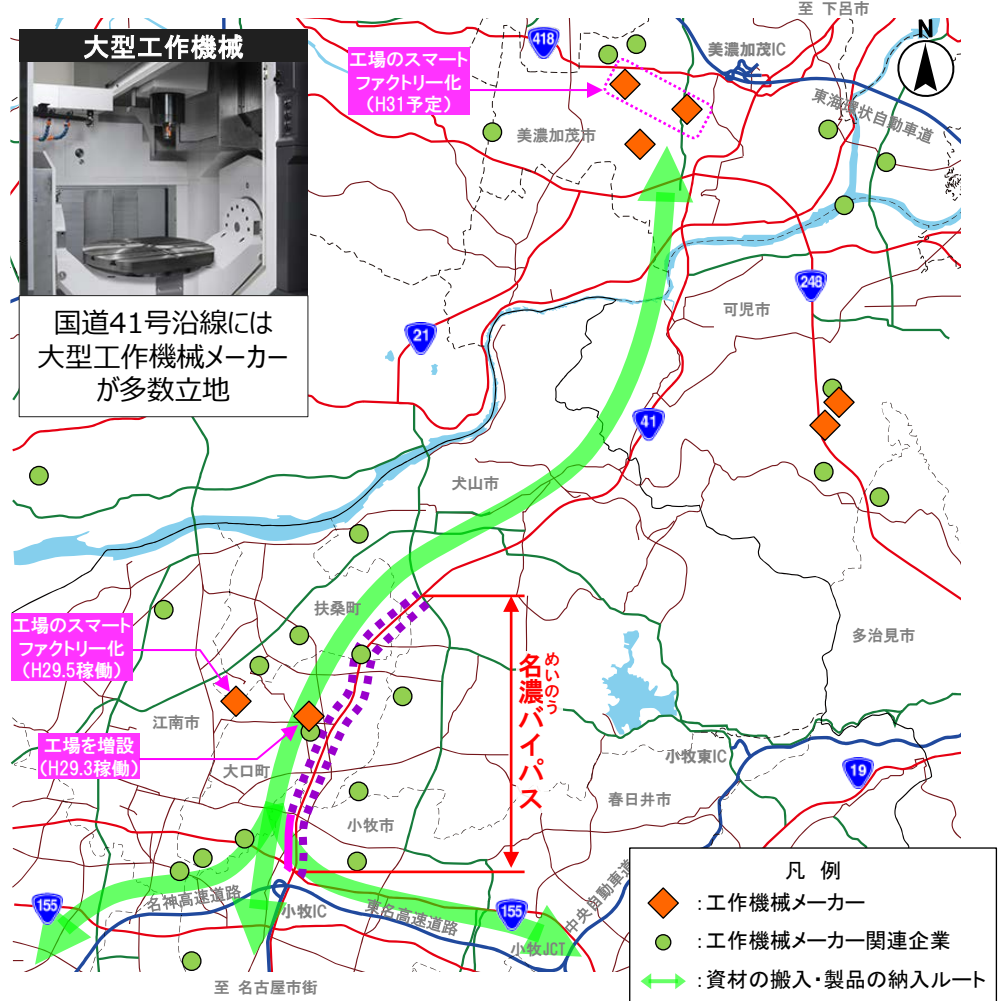 至 下呂市
大型工作機械
418
工場のスマート
ファクトリー化
(H31予定)
美濃加茂IC
N
東海環状自動車道
美濃加茂市
国道41号沿線には
大型工作機械メーカー
が多数立地
21
248
可児市
41
犬山市
扶桑町
工場のスマート
ファクトリー化
(H29.5稼働)
めいのう
名濃バイパス
多治見市
江南市
工場を増設
(H29.3稼働)
大口町
小牧東IC
19
春日井市
小牧市
155
名神高速道路
小牧IC
東名高速道路
155
小牧JCT
中央自動車道
至 名古屋市街
凡 例
:工作機械メーカー
:工作機械メーカー関連企業
:資材の搬入・製品の納入ルート